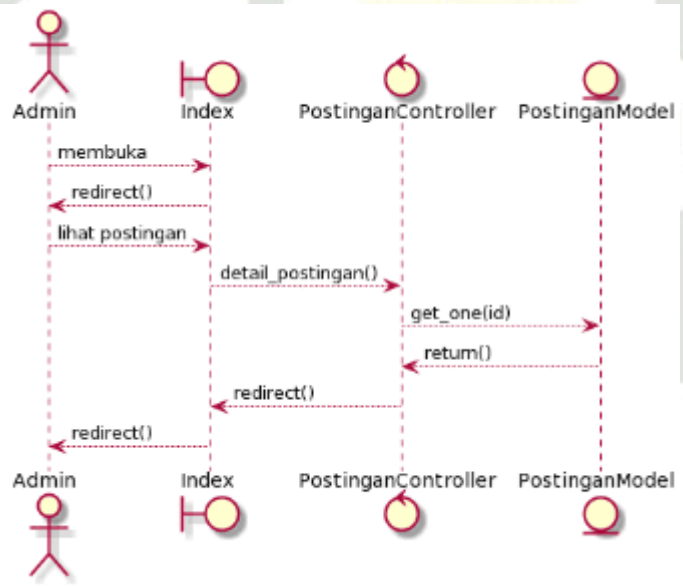 Admin Index PostinganController PostinganModel
membuka
redirect()
lihat postingan
detail_postingan()
get_one(id)
return()
redirect()
redirect()
Admin Index PostinganController PostinganModel